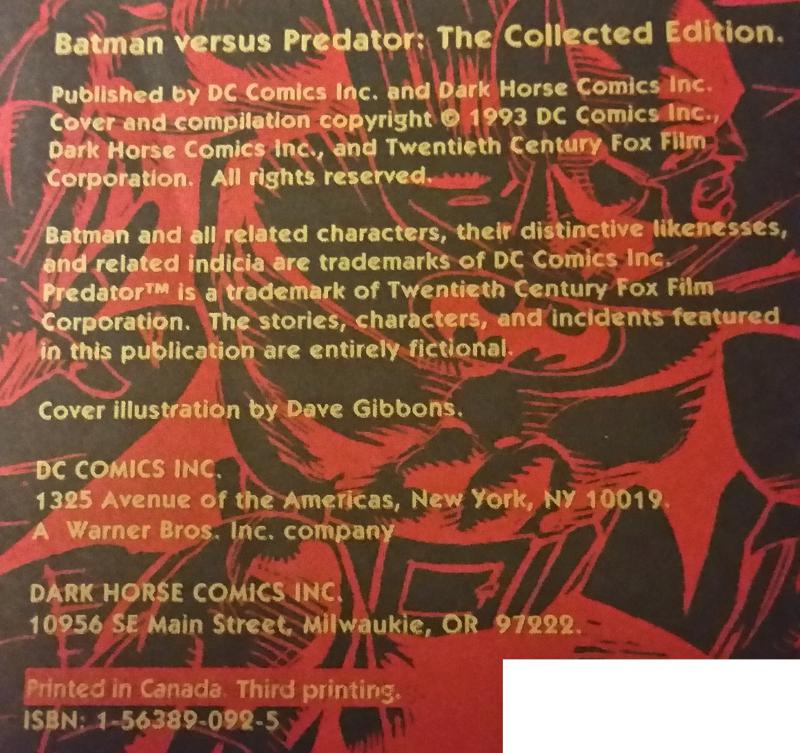 Batman versus Predator: The Collected Edition.
Published by DC Comics Inc. and Dark Horse Comics Inc.
Cover and compilation copyright © 1993 DC Comics Inc.,
Dark Horse Comics Inc., and Twentieth Century Fox Film
Corporation. All rights reserved.
Batman and all related characters, their distinctive likenesses,
and related indicia are trademarks of DC Comics Inc.
Predator™ is a trademark of Twentieth Century Fox Film
Corporation. The stories, characters, and incidents featured
in this publication are entirely fictional.
Cover illustration by Dave Gibbons.
DC COMICS INC.
1325 Avenue of the Americas, New York, NY 10019.
A Warner Bros. Inc. company
DARK HORSE COMICS INC.
10956 SE Main Street, Milwaukie, OR 97222.
Printed in Canada. Third printing.
ISBN: 1-56389-092-5